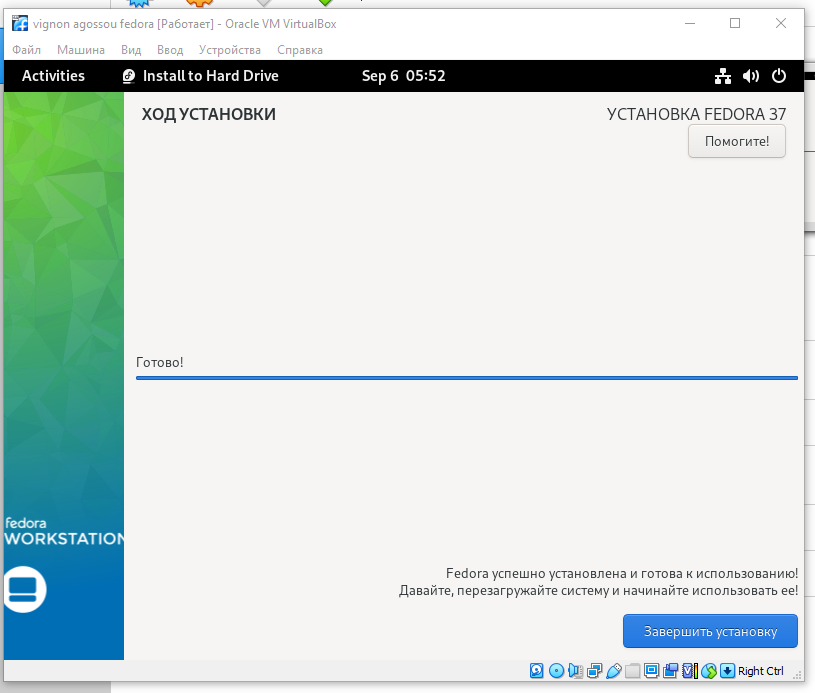 vignon agossou fedora [Работает] - Oracle VM VirtualBox
Файл Машина Вид Ввод Устройства Справка
Activities Install to Hard Drive Sep 6 05:52
ХОД УСТАНОВКИ УСТАНОВКА FEDORA 37
Помогите!
Готово!
fedora
WORKSTATION
Fedora успешно установлена и готова к использованию!
Давайте, перезагружайте систему и начинайте использовать ее!
Завершить установку
Right Ctrl